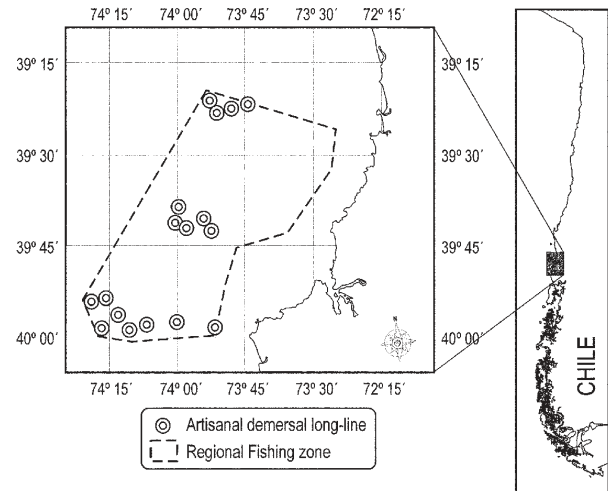 74º 15´ 74º 00´ 73º 45´ 73º 30´ 72º 15´
39º 15´ 39º 15´
39º 30´ 39º 30´
39º 45´ 39º 45´
40º 00´ 40º 00´
N
74º 15´ 74º 00´ 73º 45´ 73º 30´ 72º 15´
CHILE
Artisanal demersal long-line
Regional Fishing zone